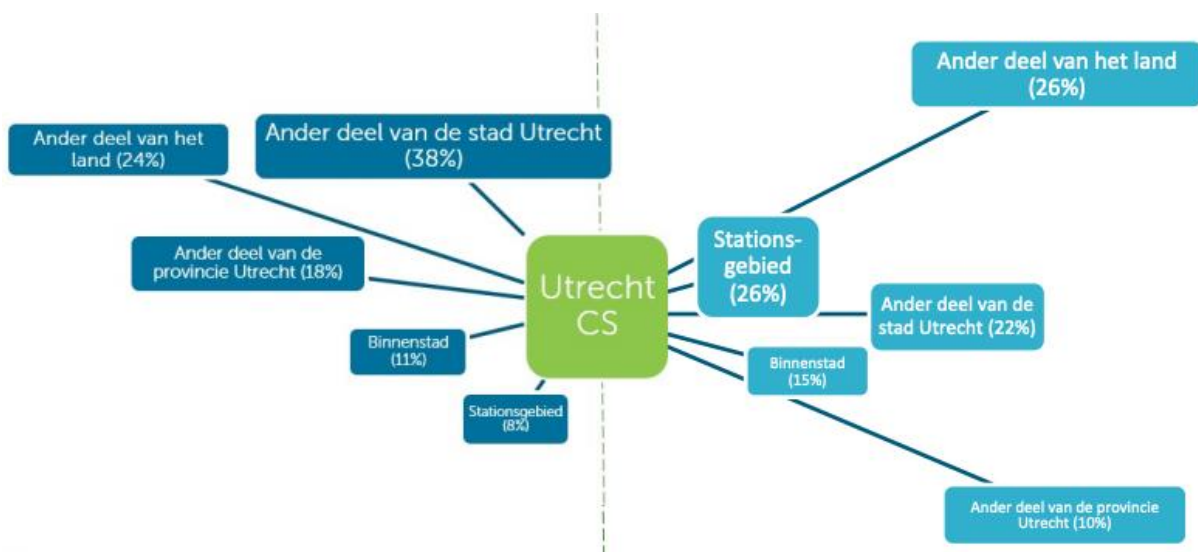 Ander deel van het
land (24%)
Ander deel van de stad Utrecht
(38%)
Ander deel van de
provincie Utrecht (18%)
Binnenstad
(11%)
Stationsgebied
(8%)
Utrecht
CS
Ander deel van het land
(26%)
Stations-
gebied
(26%)
Ander deel van de
stad Utrecht (22%)
Binnenstad
(15%)
Ander deel van de provincie
Utrecht (10%)